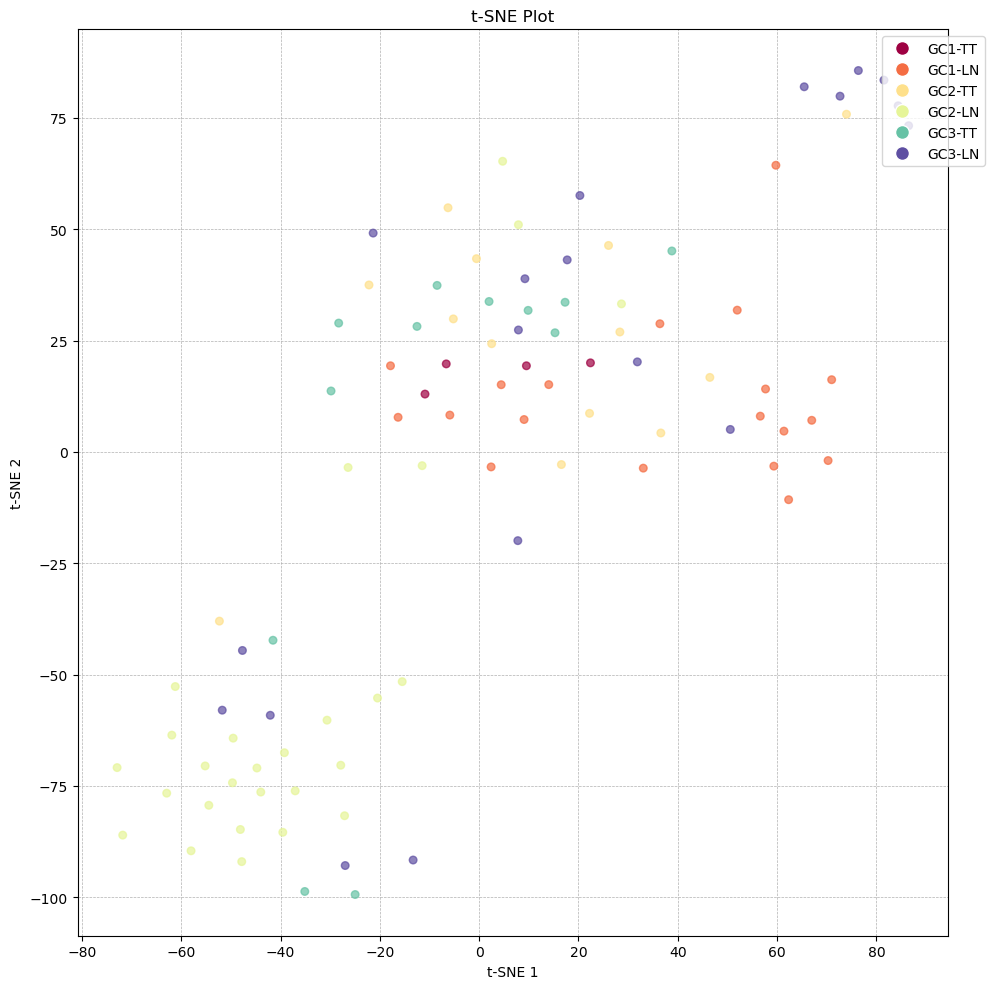 t-SNE Plot
GC1-TT
GC1-LN
GC2-TT
GC2-LN
GC3-TT
GC3-LN
75
50
25
0
−25
−50
−75
−100
t-SNE 2
−80 −60 −40 −20 0 20 40 60 80
t-SNE 1